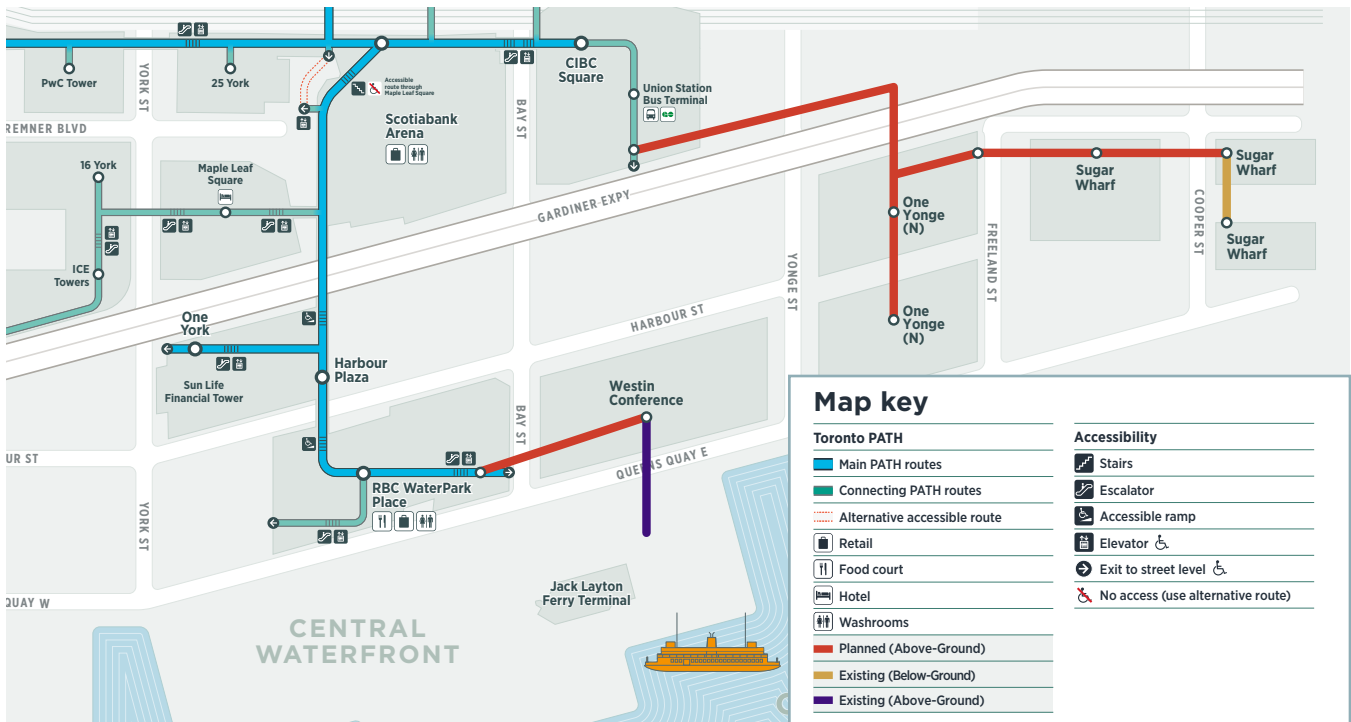 PwC Tower
YORK ST
25 York
Accessible
route through
Maple Leaf Square
CIBC
Square
Union Station
Bus Terminal
GO
BAY ST
Scotiabank
Arena
REMNER BLVD
16 York
Maple Leaf
Square
GARDINER EXPY
One
Yonge
(N)
Sugar
Wharf
Sugar
Wharf
COOPER ST
FREELAND ST
Sugar
Wharf
YONGE ST
ICE
Towers
One
York
HARBOUR ST
One
Yonge
(N)
Harbour
Plaza
Sun Life
Financial Tower
Westin
Conference
BAY ST
UR ST
QUEENS QUAY E
RBC WaterPark
Place
YORK ST
QUAY W
Jack Layton
Ferry Terminal
CENTRAL
WATERFRONT
Map key
Toronto PATH
Main PATH routes
Connecting PATH routes
Alternative accessible route
Retail
Food court
Hotel
Washrooms
Planned (Above-Ground)
Existing (Below-Ground)
Existing (Above-Ground)
Accessibility
Stairs
Escalator
Accessible ramp
Elevator
Exit to street level
No access (use alternative route)